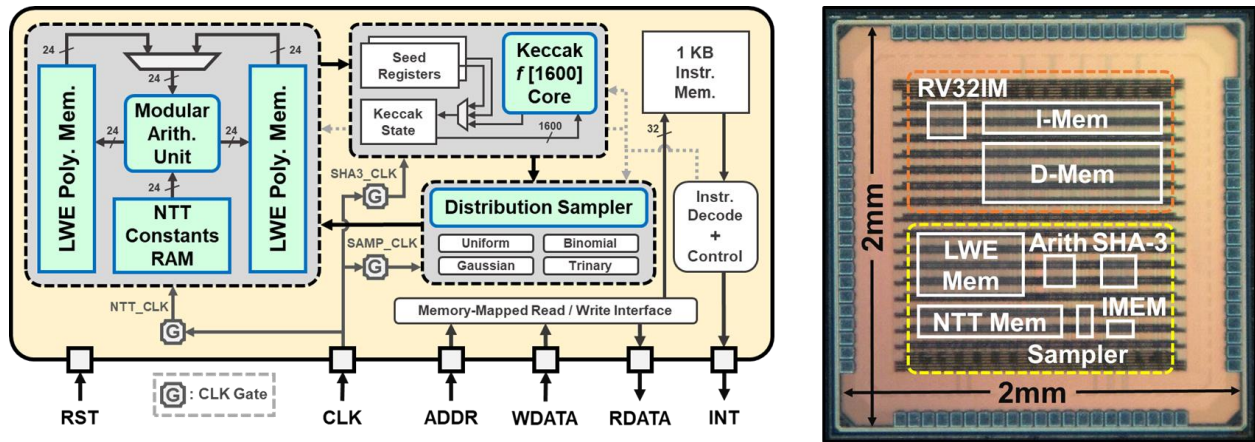 24
24
24
LWE Poly. Mem.
Modular
Arith.
Unit
24
24
24
NTT
Constants
RAM
LWE Poly. Mem.
Seed
Registers
Keccak
State
Keccak
f [1600]
Core
1600
1 KB
Instr.
Mem.
32
SHA3_CLK
G
Distribution Sampler
Uniform
Binomial
Gaussian
Trinary
SAMP_CLK
G
Instr.
Decode
+
Control
NTT_CLK
G
Memory-Mapped Read / Write Interface
G
: CLK Gate
RST
CLK
ADDR
WDATA
RDATA
INT
RV32IM
I-Mem
D-Mem
2mm
LWE
Mem
Arith
SHA-3
NTT Mem
IMEM
Sampler
2mm